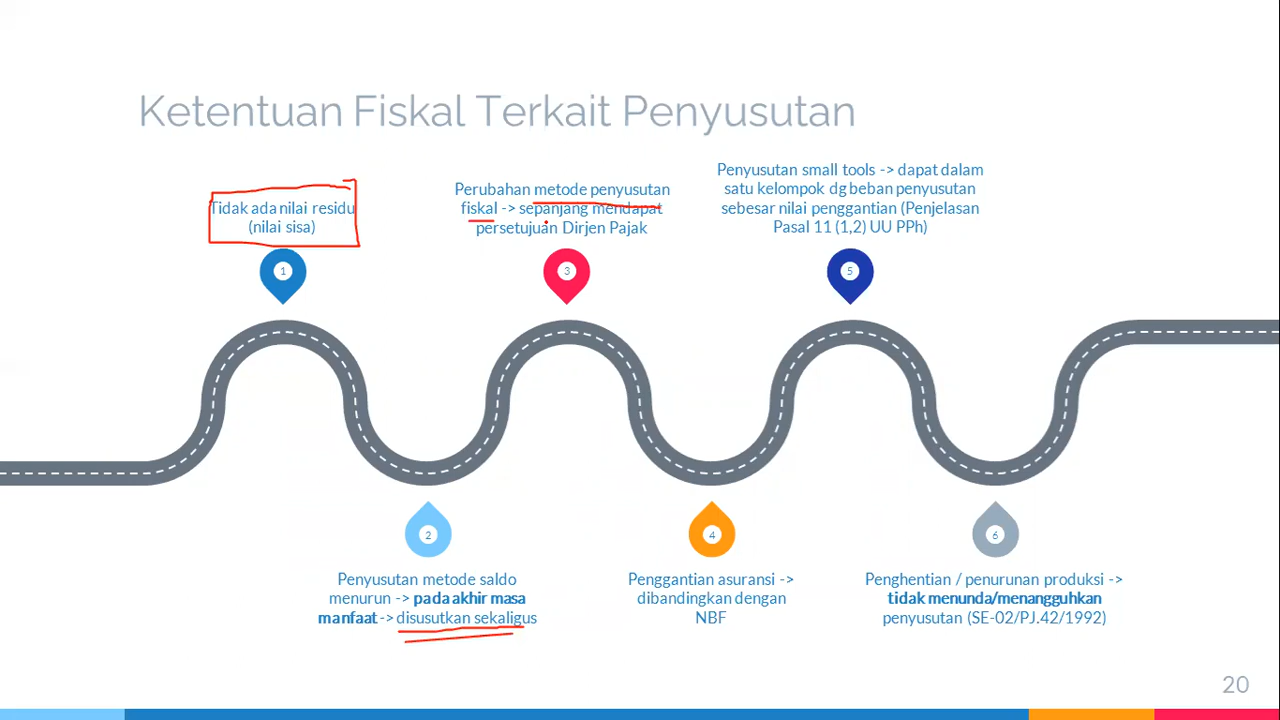 Ketentuan Fiskal Terkait Penyusutan
Tidak ada nilai residu
(nilai sisa)
1
Penyusutan metode saldo
menurun -> pada akhir masa
manfaat -> disusutkan sekaligus
2
Perubahan metode penyusutan
fiskal -> sepanjang mendapat
persetujuan Dirjen Pajak
3
Penggantian asuransi ->
dibandingkan dengan
NBF
4
Penyusutan small tools -> dapat dalam
satu kelompok dg beban penyusutan
sebesar nilai penggantian (Penjelasan
Pasal 11 (1,2) UU PPh)
5
Penghentian / penurunan produksi ->
tidak menunda/menangguhkan
penyusutan (SE-02/PJ.42/1992)
6
20